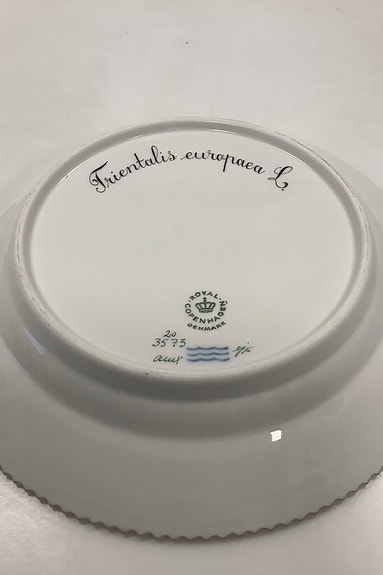 Trientalis europaea L.
ROYAL
COPENHAGEN
DENMARK
20
3573